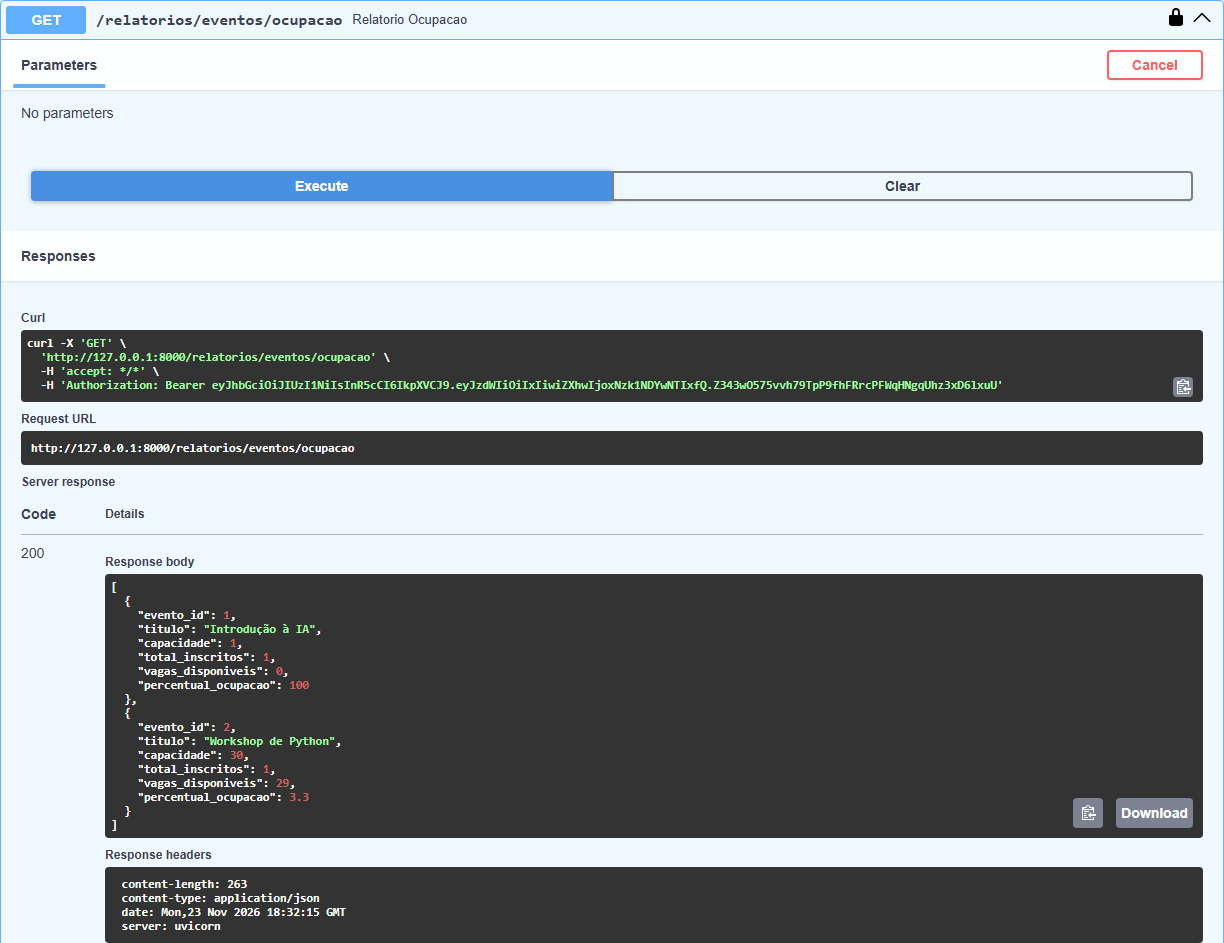 GET /relatorios/eventos/ocupacao Relatorio Ocupacao
Parameters
Cancel
No parameters
Execute
Clear
Responses
Curl
curl -X 'GET' \
  'http://127.0.0.1:8000/relatorios/eventos/ocupacao' \
  -H 'accept: */*' \
  -H 'Authorization: Bearer eyJhbGciOiJIUzI1NiIsInR5cCI6IkpXVCJ9.eyJzdWIiOiIxIiwiZXhwIjoxNzk1NDYwNTIxfQ.Z343wO575vvh79TpP9fhFRrcPFWqHNgqUhz3xD6lxuU'
Request URL
http://127.0.0.1:8000/relatorios/eventos/ocupacao
Server response
Code Details
200
Response body
[
  {
    "evento_id": 1,
    "titulo": "Introdução à IA",
    "capacidade": 1,
    "total_inscritos": 1,
    "vagas_disponiveis": 0,
    "percentual_ocupacao": 100
  },
  {
    "evento_id": 2,
    "titulo": "Workshop de Python",
    "capacidade": 30,
    "total_inscritos": 1,
    "vagas_disponiveis": 29,
    "percentual_ocupacao": 3.3
  }
]
Download
Response headers
content-length: 263
content-type: application/json
date: Mon,23 Nov 2026 18:32:15 GMT
server: uvicorn